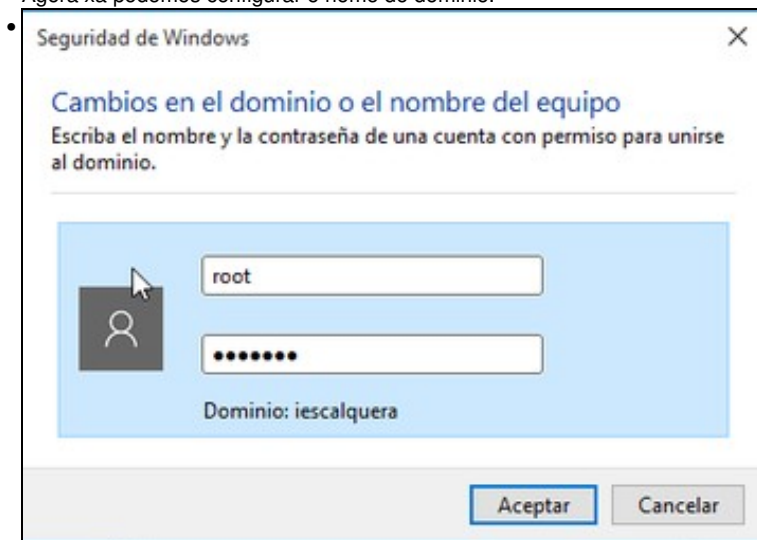 Agora xa podemos configurar o nome de dominio.
Seguridad de Windows
Cambios en el dominio o el nombre del equipo
Escriba el nombre y la contraseña de una cuenta con permiso para unirse
al dominio.
root
•••••••
Dominio: iescalquera
Aceptar Cancelar